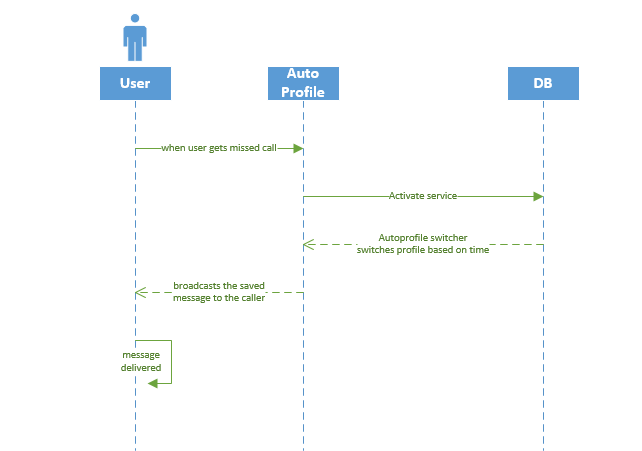 User
Auto
Profile
DB
when user gets missed call
Activate service
Autoprofile switcher
switches profile based on time
broadcasts the saved
message to the caller
message
delivered